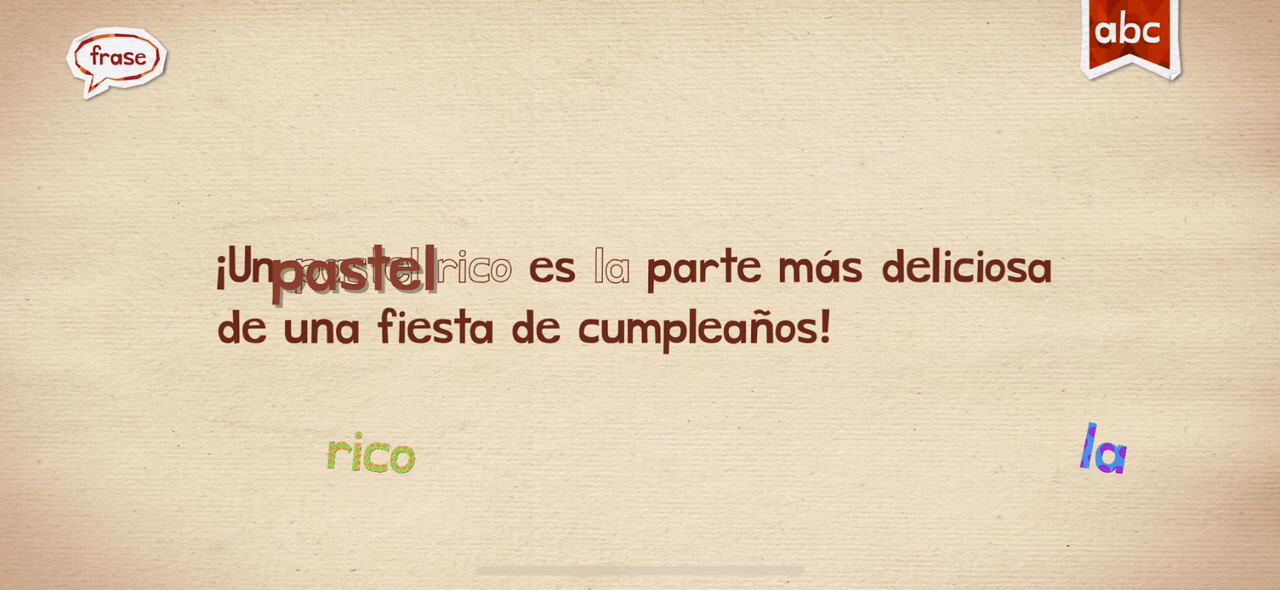 frase
abc
¡Un pastel rico es la parte más deliciosa
de una fiesta de cumpleaños!
rico
la